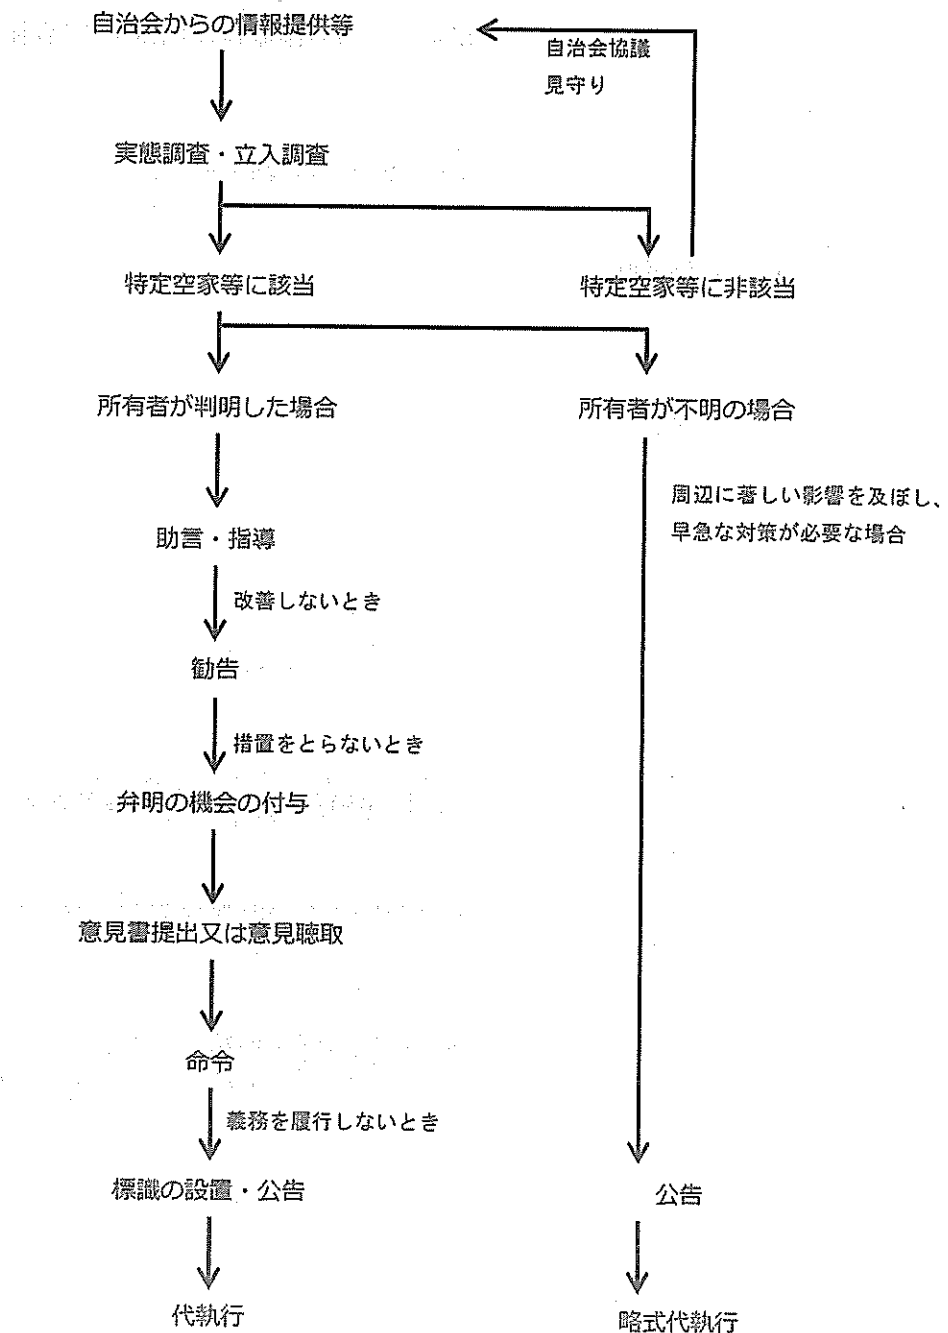 自治会からの情報提供等
自治会協議
見守り
実態調査・立入調査
特定空家等に該当
特定空家等に非該当
所有者が判明した場合
所有者が不明の場合
周辺に著しい影響を及ぼし、
早急な対策が必要な場合
助言・指導
改善しないとき
勧告
措置をとらないとき
弁明の機会の付与
意見書提出又は意見聴取
命令
義務を履行しないとき
標識の設置・公告
公告
代執行
略式代執行